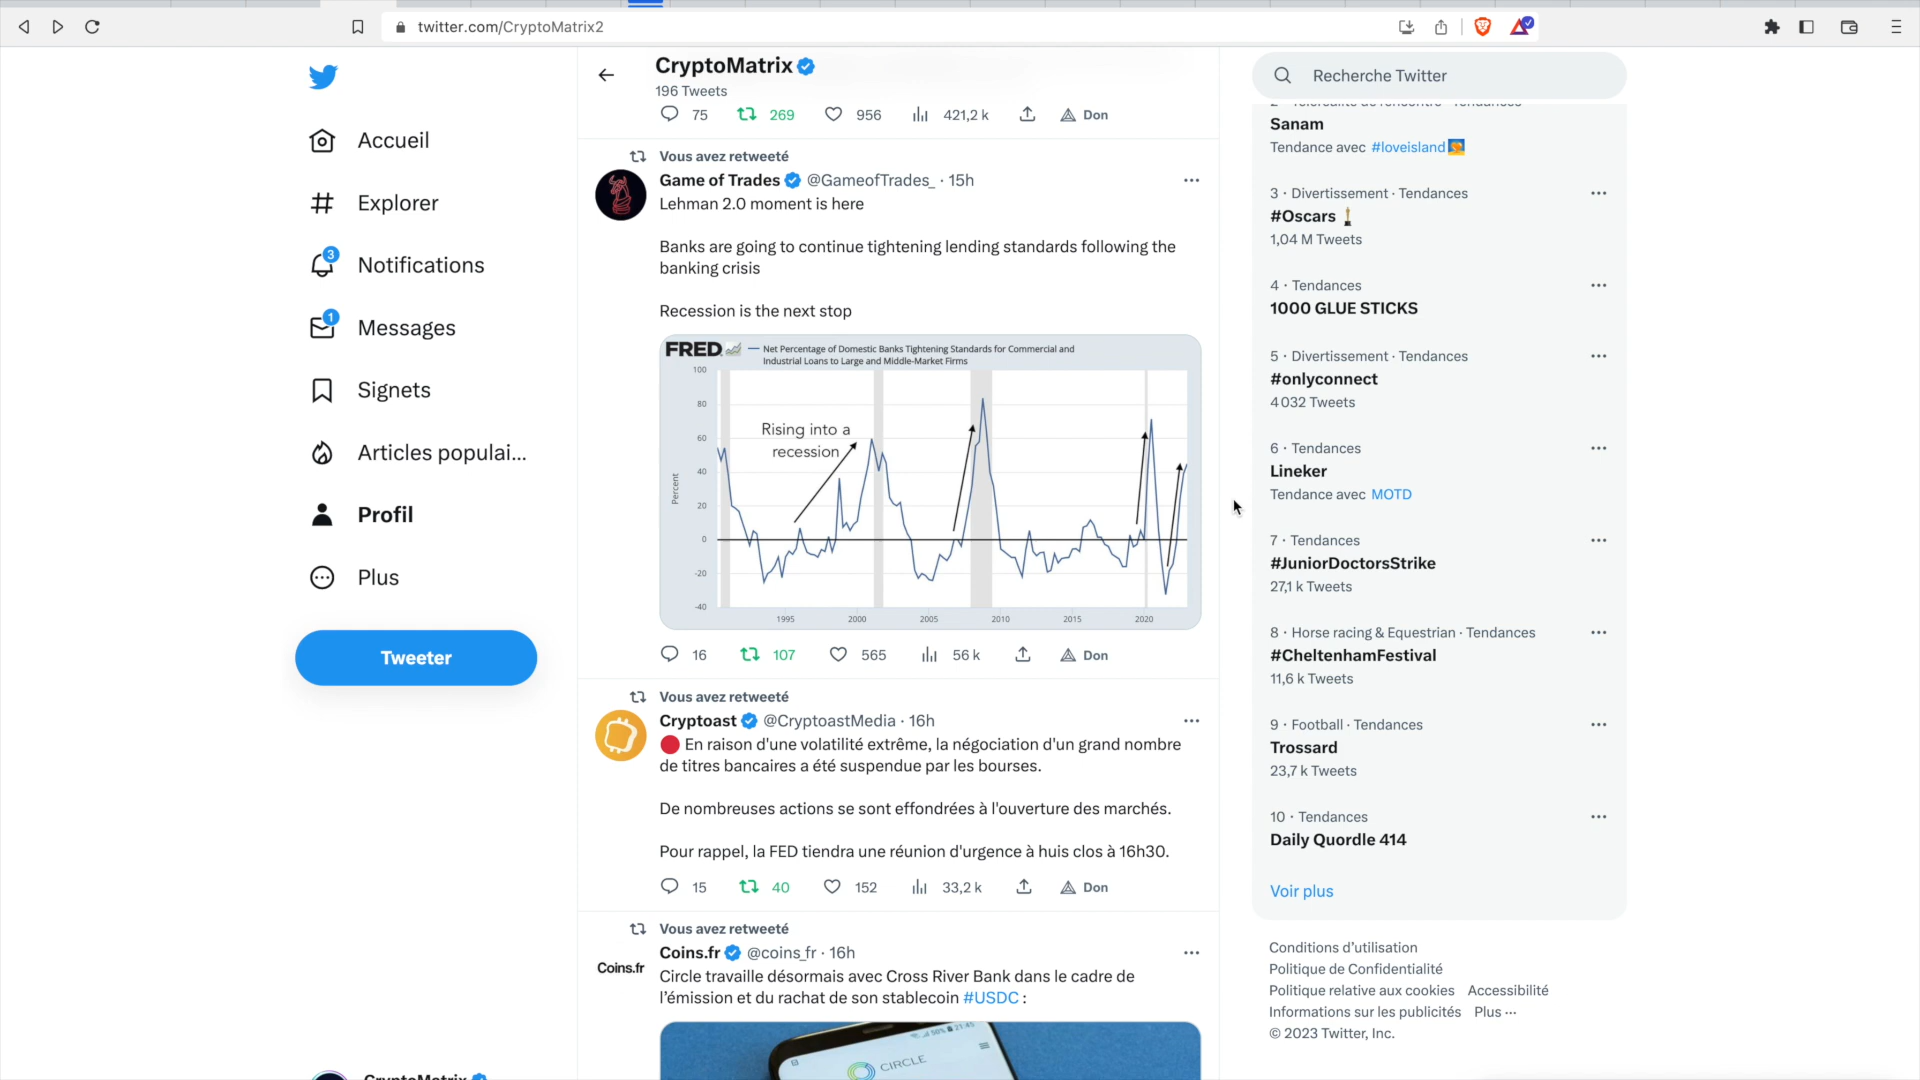 twitter.com/CryptoMatrix2
Accueil
Explorer
3
Notifications
1
Messages
Signets
Articles populai...
Profil
Plus
Tweeter
CryptoMatrix
CryptoMatrix
196 Tweets
75 269 956 421,2 k Don
Vous avez retweeté
Game of Trades @GameofTrades_ · 15h
Lehman 2.0 moment is here
Banks are going to continue tightening lending standards following the
banking crisis
Recession is the next stop
FRED — Net Percentage of Domestic Banks Tightening Standards for Commercial and
Industrial Loans to Large and Middle-Market Firms
100
80
60
40
20
0
-20
-40
Percent
Rising into a
recession
1995 2000 2005 2010 2015 2020
16 107 565 56 k Don
Vous avez retweeté
Cryptoast @CryptoastMedia · 16h
En raison d'une volatilité extrême, la négociation d'un grand nombre
de titres bancaires a été suspendue par les bourses.
De nombreuses actions se sont effondrées à l'ouverture des marchés.
Pour rappel, la FED tiendra une réunion d'urgence à huis clos à 16h30.
15 40 152 33,2 k Don
Vous avez retweeté
Coins.fr
Coins.fr @coins_fr · 16h
Circle travaille désormais avec Cross River Bank dans le cadre de
l’émission et du rachat de son stablecoin #USDC :
50% 21:45
CIRCLE
Recherche Twitter
2 · Téléréalité de rencontre · Tendances
Sanam
Tendance avec #loveisland
3 · Divertissement · Tendances
#Oscars
1,04 M Tweets
4 · Tendances
1000 GLUE STICKS
5 · Divertissement · Tendances
#onlyconnect
4 032 Tweets
6 · Tendances
Lineker
Tendance avec MOTD
7 · Tendances
#JuniorDoctorsStrike
27,1 k Tweets
8 · Horse racing & Equestrian · Tendances
#CheltenhamFestival
11,6 k Tweets
9 · Football · Tendances
Trossard
23,7 k Tweets
10 · Tendances
Daily Quordle 414
Voir plus
Conditions d’utilisation
Politique de Confidentialité
Politique relative aux cookies Accessibilité
Informations sur les publicités Plus ···
© 2023 Twitter, Inc.